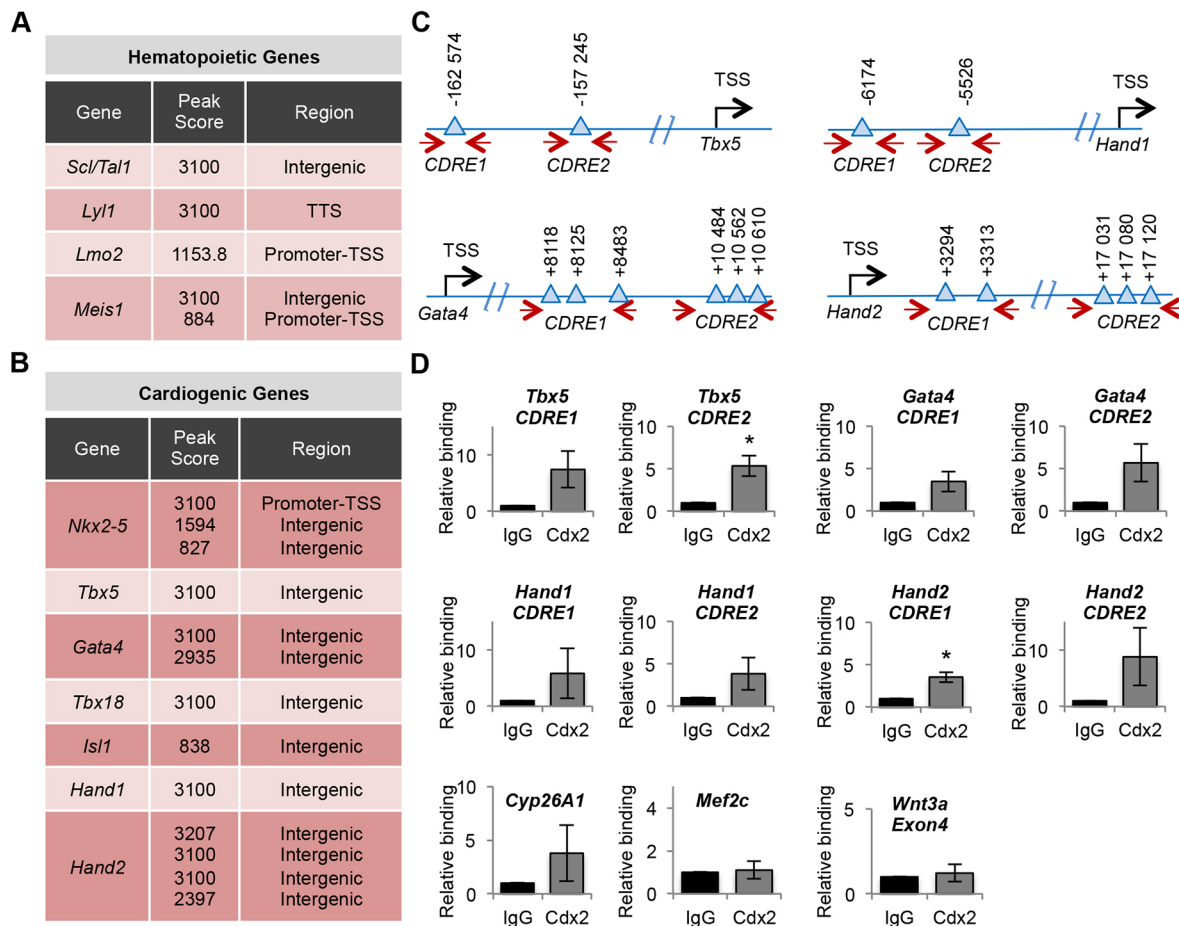 A
Hematopoietic Genes
Gene Peak Score Region
Scl/Tal1 3100 Intergenic
Lyl1 3100 TTS
Lmo2 1153.8 Promoter-TSS
Meis1 3100 Intergenic
884 Promoter-TSS
B
Cardiogenic Genes
Gene Peak Score Region
Nkx2-5 3100 Promoter-TSS
1594 Intergenic
827 Intergenic
Tbx5 3100 Intergenic
Gata4 3100 Intergenic
2935 Intergenic
Tbx18 3100 Intergenic
Isl1 838 Intergenic
Hand1 3100 Intergenic
Hand2 3207 Intergenic
3100 Intergenic
3100 Intergenic
2397 Intergenic
C
-162 574 -157 245 TSS
CDRE1 CDRE2 Tbx5
-6174 -5526 TSS
CDRE1 CDRE2 Hand1
TSS +8118 +8125 +8483 +10 484 +10 562 +10 610
Gata4 CDRE1 CDRE2
TSS +3294 +3313 +17 031 +17 080 +17 120
Hand2 CDRE1 CDRE2
D
Tbx5
CDRE1
Relative binding
10
0
IgG Cdx2
Tbx5
CDRE2
Relative binding
10
5
0
*
IgG Cdx2
Gata4
CDRE1
Relative binding
10
5
0
IgG Cdx2
Gata4
CDRE2
Relative binding
10
5
0
IgG Cdx2
Hand1
CDRE1
Relative binding
10
5
0
IgG Cdx2
Hand1
CDRE2
Relative binding
10
5
0
IgG Cdx2
Hand2
CDRE1
Relative binding
10
5
0
*
IgG Cdx2
Hand2
CDRE2
Relative binding
10
0
IgG Cdx2
Cyp26A1
Relative binding
10
5
0
IgG Cdx2
Mef2c
Relative binding
4
2
0
IgG Cdx2
Wnt3a
Exon4
Relative binding
5
0
IgG Cdx2